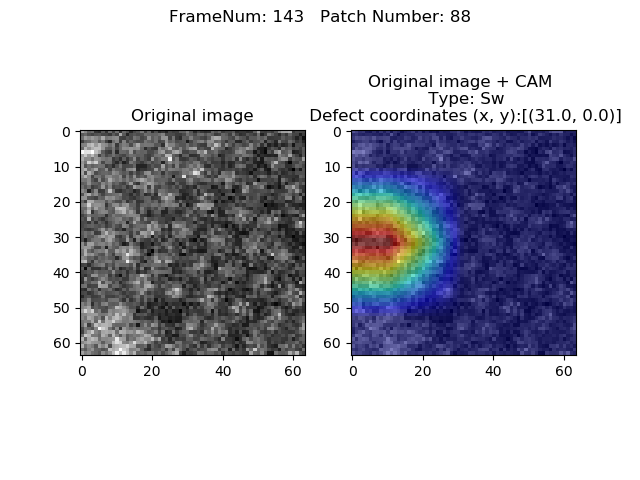 FrameNum: 143   Patch Number: 88
Original image
Original image + CAM
Type: Sw
Defect coordinates (x, y):[(31.0, 0.0)]
0
10
20
30
40
50
60
0 20 40 60
0
10
20
30
40
50
60
0 20 40 60